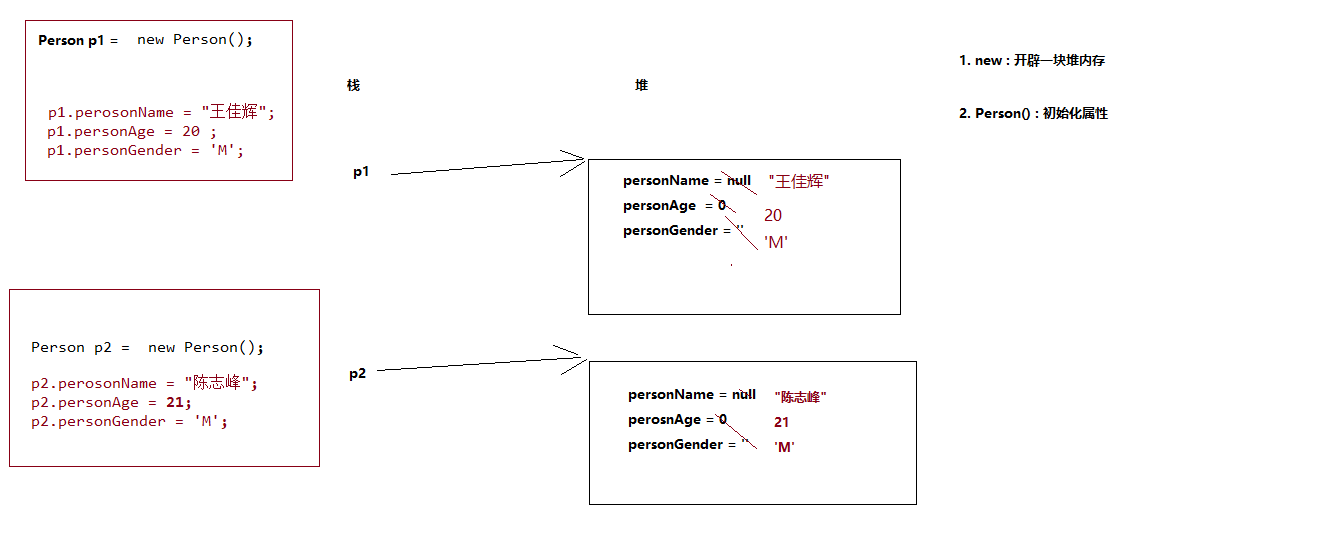 Person p1 = new Person();
p1.perosonName = "王佳辉";
p1.personAge = 20 ;
p1.personGender = 'M';
栈
堆
1. new : 开辟一块堆内存
2. Person() : 初始化属性
p1
personName = null "王佳辉"
personAge = 0 20
personGender = '' 'M'
Person p2 = new Person();
p2.perosonName = "陈志峰";
p2.personAge = 21;
p2.personGender = 'M';
p2
personName = null "陈志峰"
perosnAge = 0 21
personGender = '' 'M'